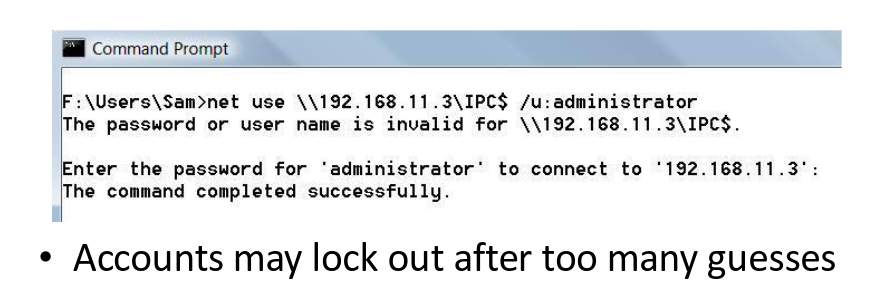 Command Prompt
F:\Users\Sam>net use \\192.168.11.3\IPC$ /u:administrator
The password or user name is invalid for \\192.168.11.3\IPC$.
Enter the password for 'administrator' to connect to '192.168.11.3':
The command completed successfully.
• Accounts may lock out after too many guesses